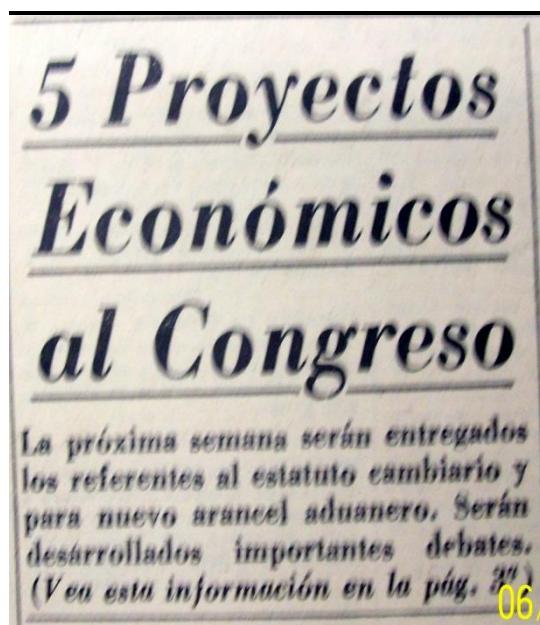 5 Proyectos
Económicos
al Congreso
La próxima semana serán entregados
los referentes al estatuto cambiario y
para nuevo arancel aduanero. Serán
desarrollados importantes debates.
(Vea esta información en la pág. 3ª)
06/